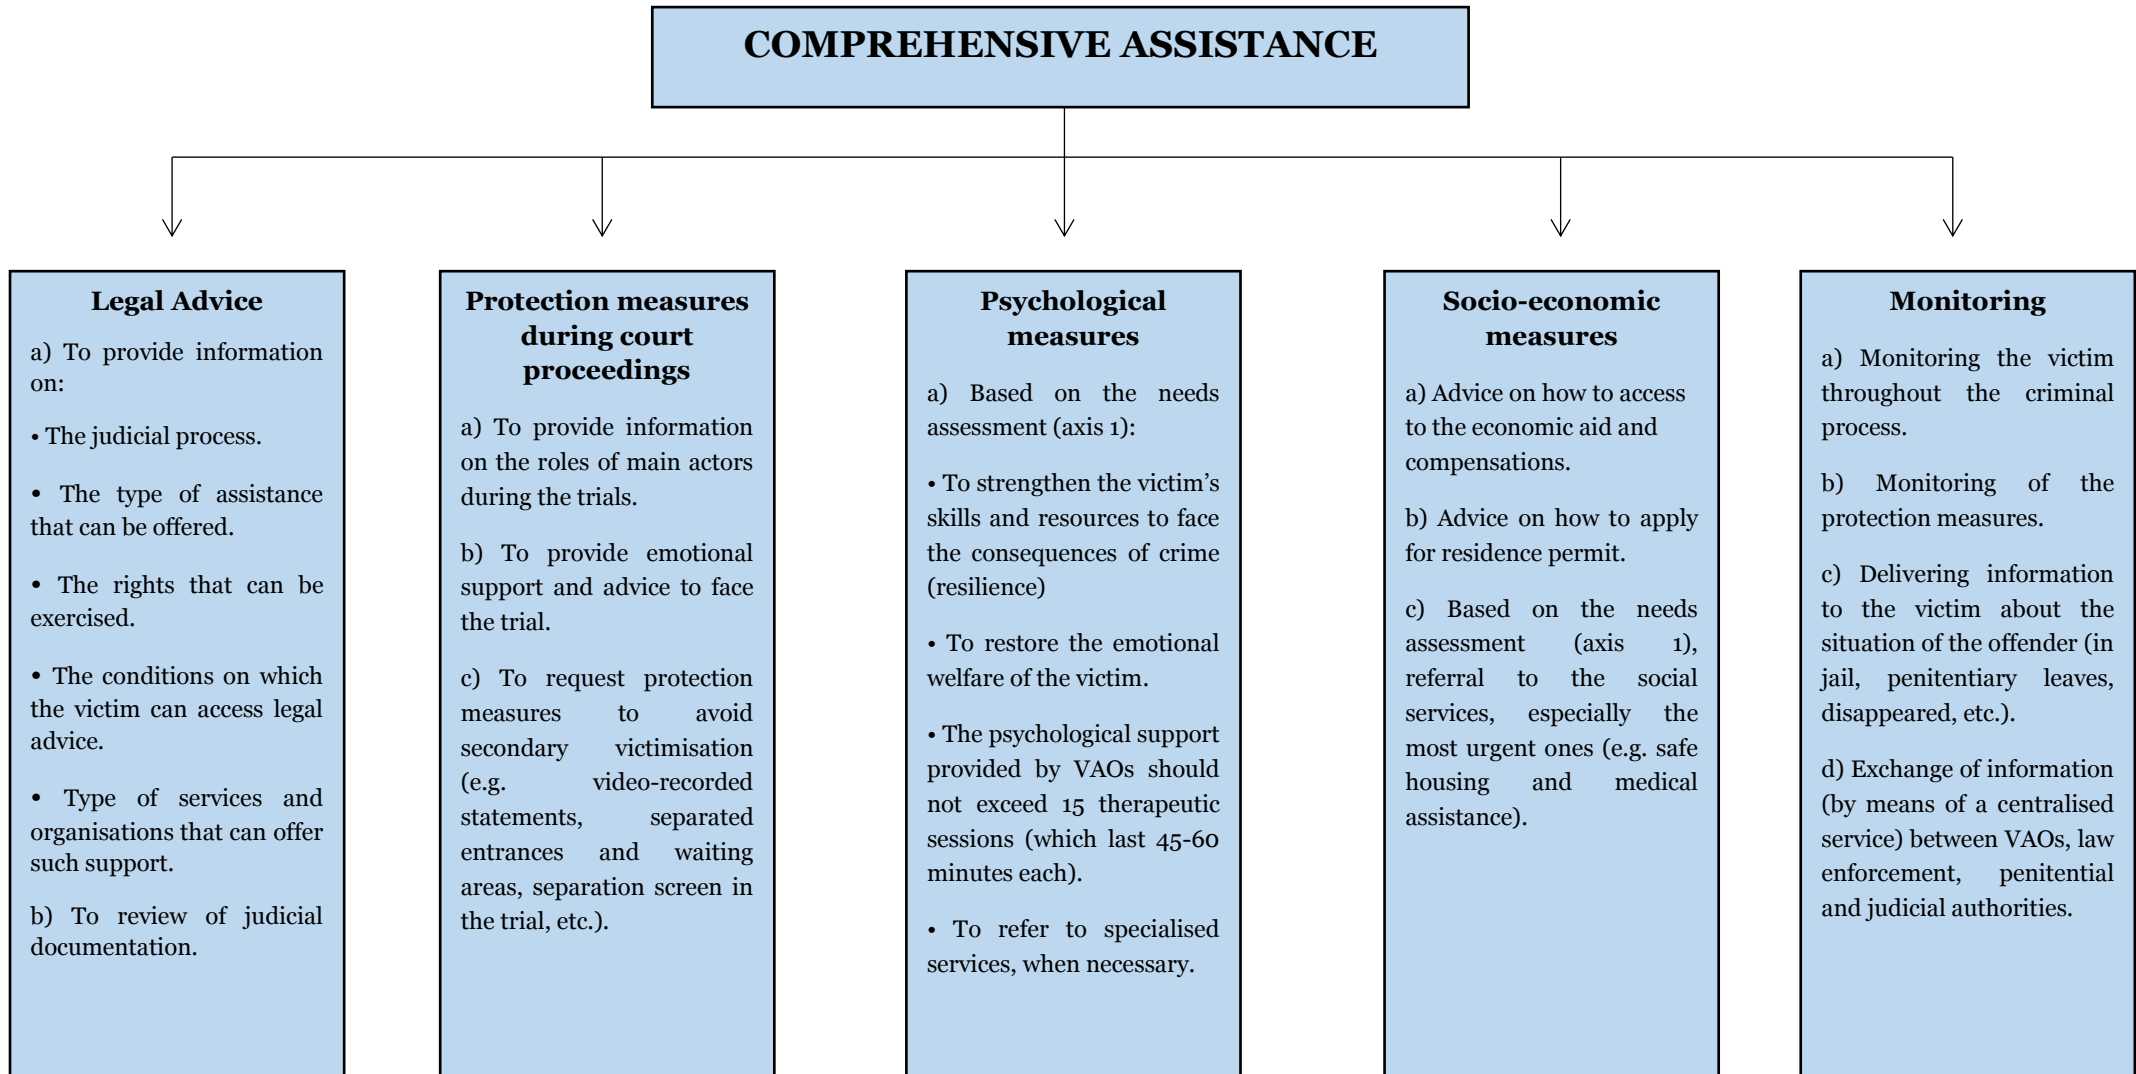 COMPREHENSIVE ASSISTANCE
Legal Advice
a) To provide information
on:
• The judicial process.
• The type of assistance
that can be offered.
• The rights that can be
exercised.
• The conditions on which
the victim can access legal
advice.
• Type of services and
organisations that can offer
such support.
b) To review of judicial
documentation.
Protection measures
during court
proceedings
a) To provide information
on the roles of main actors
during the trials.
b) To provide emotional
support and advice to face
the trial.
c) To request protection
measures to avoid
secondary victimisation
(e.g. video-recorded
statements, separated
entrances and waiting
areas, separation screen in
the trial, etc.).
Psychological
measures
a) Based on the needs
assessment (axis 1):
• To strengthen the victim’s
skills and resources to face
the consequences of crime
(resilience)
• To restore the emotional
welfare of the victim.
• The psychological support
provided by VAOs should
not exceed 15 therapeutic
sessions (which last 45-60
minutes each).
• To refer to specialised
services, when necessary.
Socio-economic
measures
a) Advice on how to access
to the economic aid and
compensations.
b) Advice on how to apply
for residence permit.
c) Based on the needs
assessment (axis 1),
referral to the social
services, especially the
most urgent ones (e.g. safe
housing and medical
assistance).
Monitoring
a) Monitoring the victim
throughout the criminal
process.
b) Monitoring of the
protection measures.
c) Delivering information
to the victim about the
situation of the offender (in
jail, penitentiary leaves,
disappeared, etc.).
d) Exchange of information
(by means of a centralised
service) between VAOs, law
enforcement, penitential
and judicial authorities.